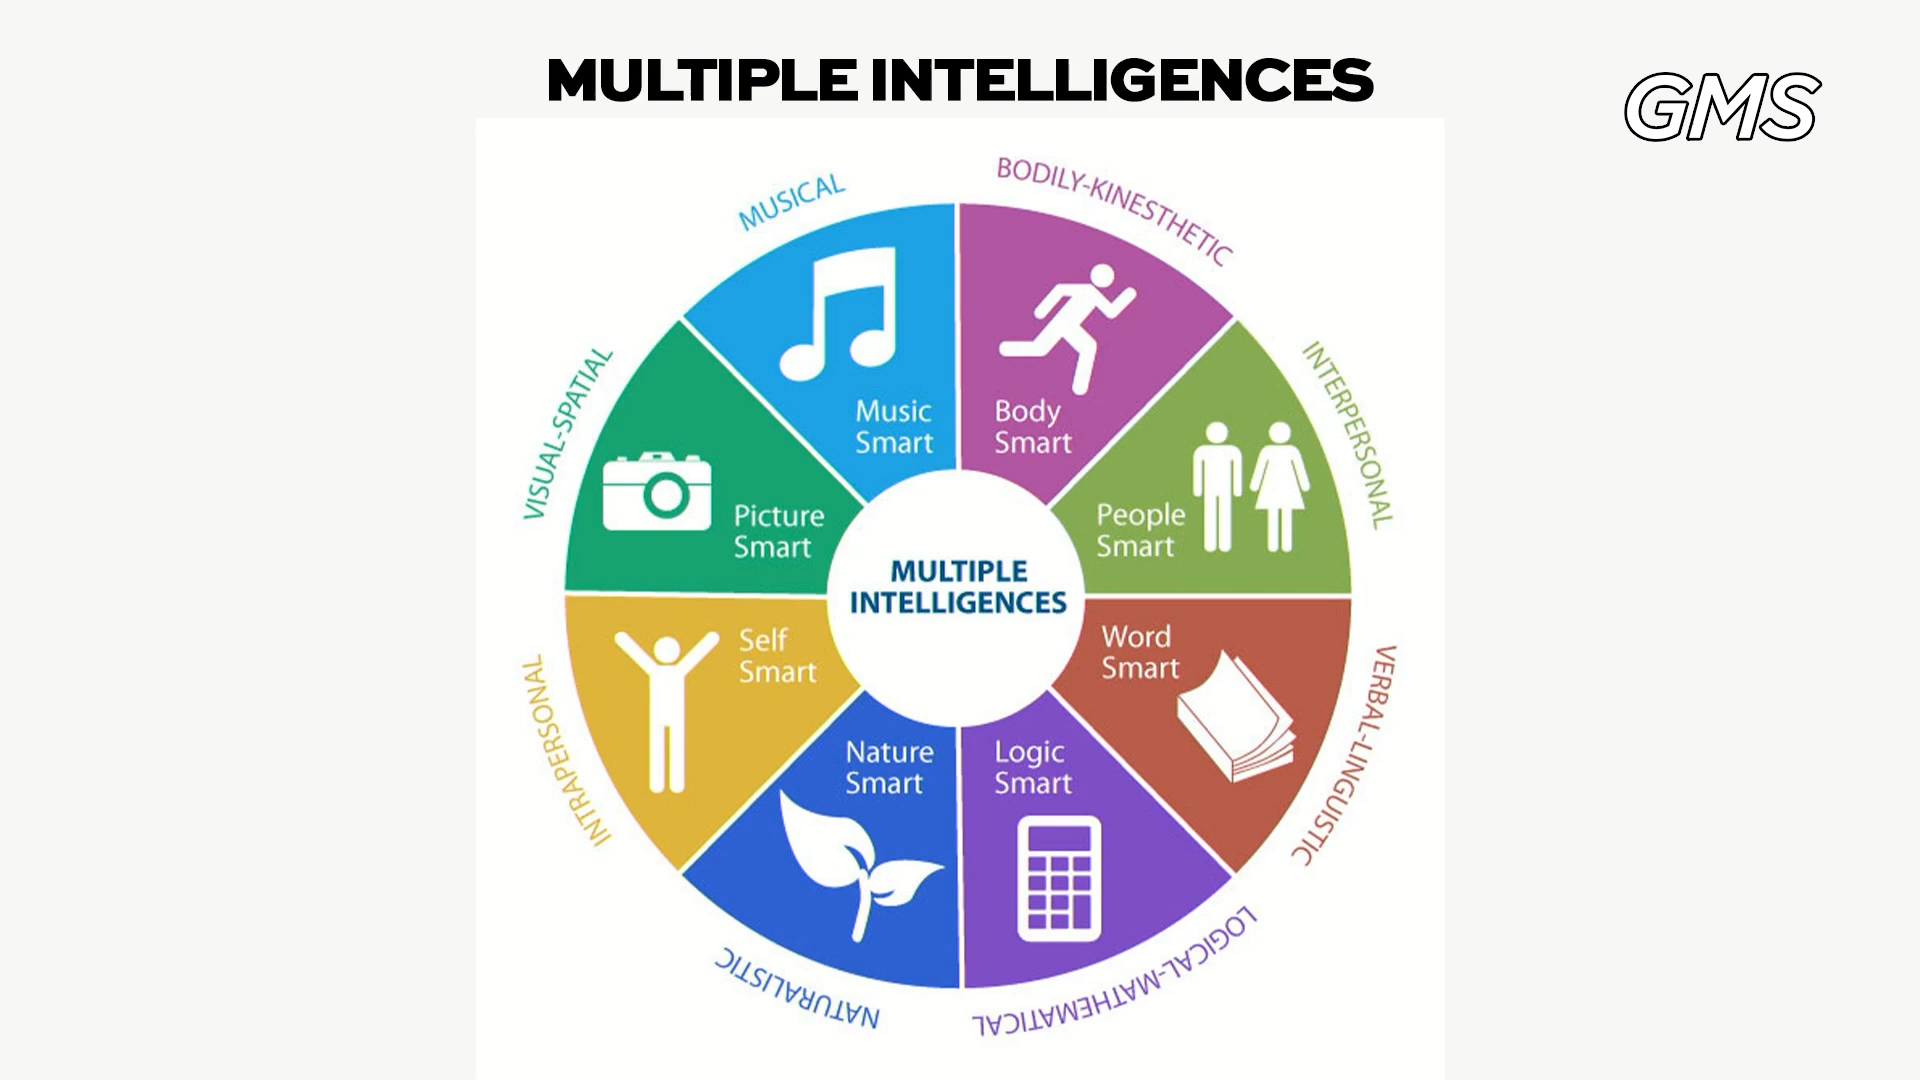 MULTIPLE INTELLIGENCES
GMS
MUSICAL
BODILY-KINESTHETIC
INTERPERSONAL
VERBAL-LINGUISTIC
LOGICAL-MATHEMATICAL
NATURALISTIC
INTRAPERSONAL
VISUAL-SPATIAL
Music
Smart
Body
Smart
People
Smart
Word
Smart
Logic
Smart
Nature
Smart
Self
Smart
Picture
Smart
MULTIPLE
INTELLIGENCES